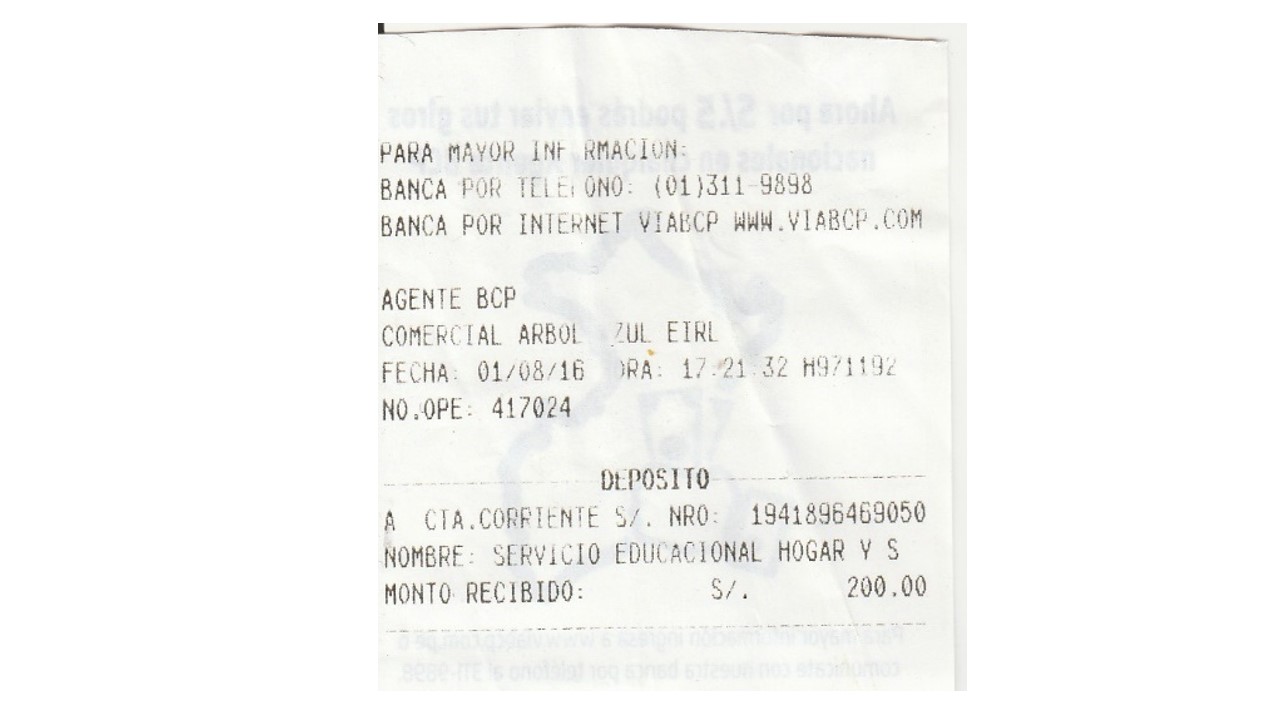 PARA MAYOR INF RMACION:
BANCA POR TELEFONO: (01)311-9898
BANCA POR INTERNET VIABCP WWW.VIABCP.COM
AGENTE BCP
COMERCIAL ARBOL ZUL EIRL
FECHA: 01/08/16 ORA: 17:21:32 H971192
NO.OPE: 417024
DEPOSITO
A CTA.CORRIENTE S/. NRO: 1941896469050
NOMBRE: SERVICIO EDUCACIONAL HOGAR Y S
MONTO RECIBIDO: S/. 200.00